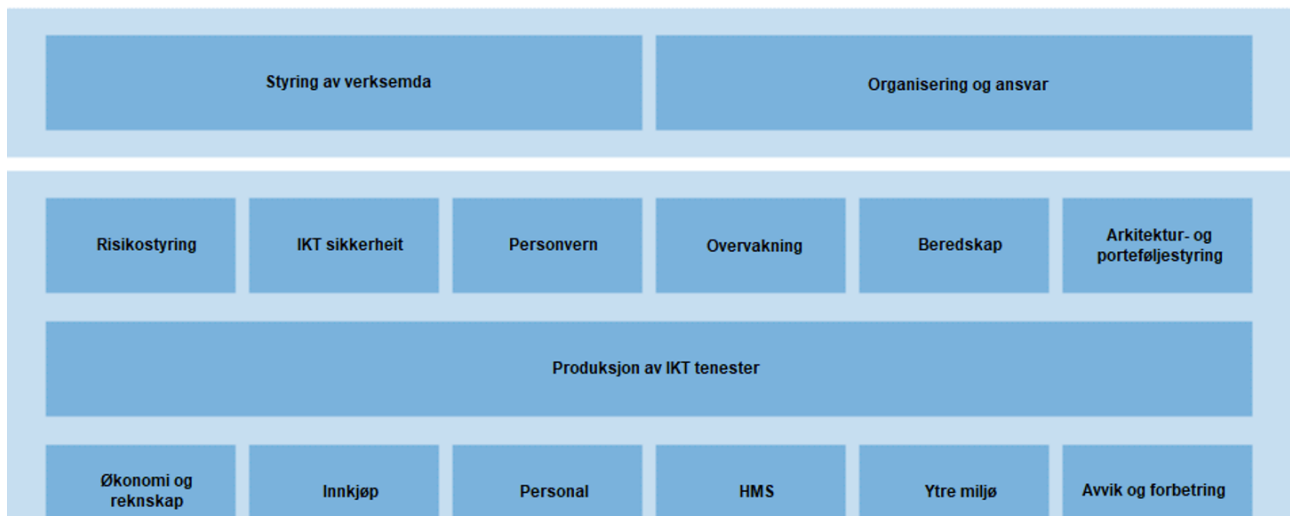 Styring av verksemda
Organisering og ansvar
Risikostyring
IKT sikkerheit
Personvern
Overvakning
Beredskap
Arkitektur- og
porteføljestyring
Produksjon av IKT tenester
Økonomi og
reknskap
Innkjøp
Personal
HMS
Ytre miljø
Avvik og forbetring